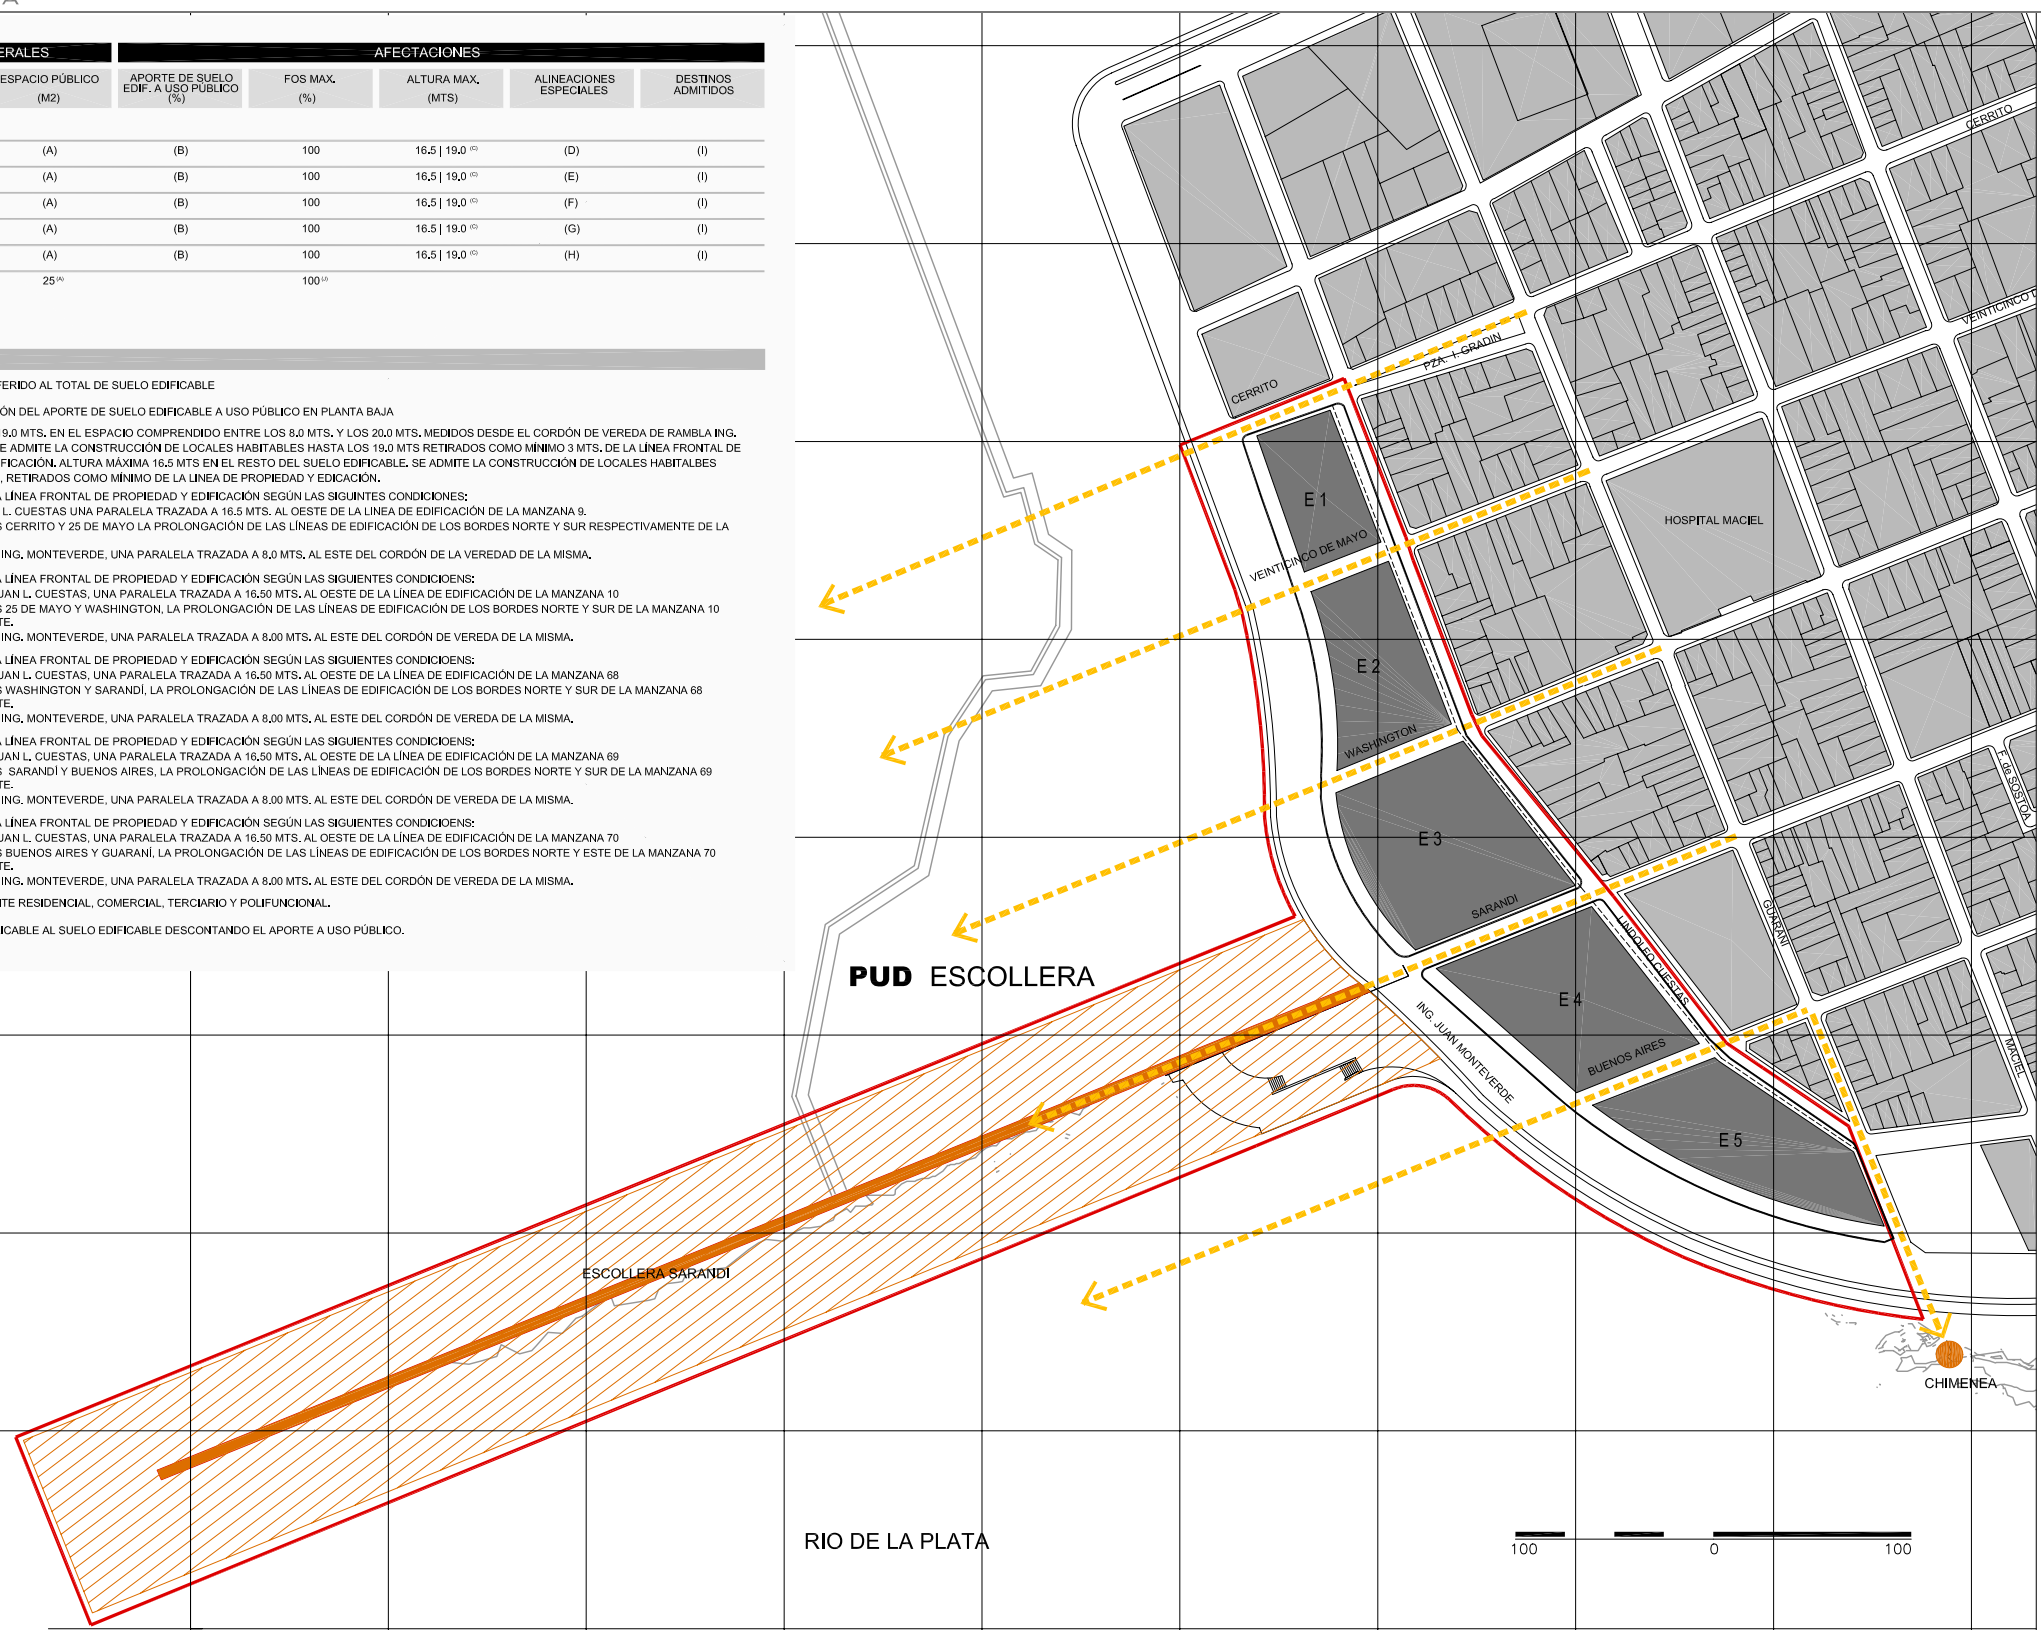 ERALES
AFECTACIONES
ESPACIO PÚBLICO
(M2)
APORTE DE SUELO
EDIF. A USO PÚBLICO
(%)
FOS MAX.
(%)
ALTURA MAX.
(MTS)
ALINEACIONES
ESPECIALES
DESTINOS
ADMITIDOS
(A) (B) 100 16.5 | 19.0 (C) (D) (I)
(A) (B) 100 16.5 | 19.0 (C) (E) (I)
(A) (B) 100 16.5 | 19.0 (C) (F) (I)
(A) (B) 100 16.5 | 19.0 (C) (G) (I)
(A) (B) 100 16.5 | 19.0 (C) (H) (I)
25 (A) 100 (J)
FERIDO AL TOTAL DE SUELO EDIFICABLE
ÓN DEL APORTE DE SUELO EDIFICABLE A USO PÚBLICO EN PLANTA BAJA
19.0 MTS. EN EL ESPACIO COMPRENDIDO ENTRE LOS 8.0 MTS. Y LOS 20.0 MTS. MEDIDOS DESDE EL CORDÓN DE VEREDA DE RAMBLA ING.
E ADMITE LA CONSTRUCCIÓN DE LOCALES HABITABLES HASTA LOS 19.0 MTS RETIRADOS COMO MÍNIMO 3 MTS. DE LA LÍNEA FRONTAL DE
FICACIÓN. ALTURA MÁXIMA 16.5 MTS EN EL RESTO DEL SUELO EDIFICABLE. SE ADMITE LA CONSTRUCCIÓN DE LOCALES HABITALBES
, RETIRADOS COMO MÍNIMO DE LA LINEA DE PROPIEDAD Y EDICACIÓN.
A LÍNEA FRONTAL DE PROPIEDAD Y EDIFICACIÓN SEGÚN LAS SIGUINTES CONDICIONES:
L. CUESTAS UNA PARALELA TRAZADA A 16.5 MTS. AL OESTE DE LA LINEA DE EDIFICACIÓN DE LA MANZANA 9.
S CERRITO Y 25 DE MAYO LA PROLONGACIÓN DE LAS LÍNEAS DE EDIFICACIÓN DE LOS BORDES NORTE Y SUR RESPECTIVAMENTE DE LA
ING. MONTEVERDE, UNA PARALELA TRAZADA A 8.0 MTS. AL ESTE DEL CORDÓN DE LA VEREDAD DE LA MISMA.
A LÍNEA FRONTAL DE PROPIEDAD Y EDIFICACIÓN SEGÚN LAS SIGUIENTES CONDICIOENS:
UAN L. CUESTAS, UNA PARALELA TRAZADA A 16.50 MTS. AL OESTE DE LA LÍNEA DE EDIFICACIÓN DE LA MANZANA 10
S 25 DE MAYO Y WASHINGTON, LA PROLONGACIÓN DE LAS LÍNEAS DE EDIFICACIÓN DE LOS BORDES NORTE Y SUR DE LA MANZANA 10
TE.
ING. MONTEVERDE, UNA PARALELA TRAZADA A 8.00 MTS. AL ESTE DEL CORDÓN DE VEREDA DE LA MISMA.
A LÍNEA FRONTAL DE PROPIEDAD Y EDIFICACIÓN SEGÚN LAS SIGUIENTES CONDICIOENS:
UAN L. CUESTAS, UNA PARALELA TRAZADA A 16.50 MTS. AL OESTE DE LA LÍNEA DE EDIFICACIÓN DE LA MANZANA 68
S WASHINGTON Y SARANDÍ, LA PROLONGACIÓN DE LAS LÍNEAS DE EDIFICACIÓN DE LOS BORDES NORTE Y SUR DE LA MANZANA 68
TE.
ING. MONTEVERDE, UNA PARALELA TRAZADA A 8.00 MTS. AL ESTE DEL CORDÓN DE VEREDA DE LA MISMA.
A LÍNEA FRONTAL DE PROPIEDAD Y EDIFICACIÓN SEGÚN LAS SIGUIENTES CONDICIOENS:
UAN L. CUESTAS, UNA PARALELA TRAZADA A 16.50 MTS. AL OESTE DE LA LÍNEA DE EDIFICACIÓN DE LA MANZANA 69
S SARANDÍ Y BUENOS AIRES, LA PROLONGACIÓN DE LAS LÍNEAS DE EDIFICACIÓN DE LOS BORDES NORTE Y SUR DE LA MANZANA 69
TE.
ING. MONTEVERDE, UNA PARALELA TRAZADA A 8.00 MTS. AL ESTE DEL CORDÓN DE VEREDA DE LA MISMA.
A LÍNEA FRONTAL DE PROPIEDAD Y EDIFICACIÓN SEGÚN LAS SIGUIENTES CONDICIOENS:
UAN L. CUESTAS, UNA PARALELA TRAZADA A 16.50 MTS. AL OESTE DE LA LÍNEA DE EDIFICACIÓN DE LA MANZANA 70
S BUENOS AIRES Y GUARANÍ, LA PROLONGACIÓN DE LAS LÍNEAS DE EDIFICACIÓN DE LOS BORDES NORTE Y ESTE DE LA MANZANA 70
TE.
ING. MONTEVERDE, UNA PARALELA TRAZADA A 8.00 MTS. AL ESTE DEL CORDÓN DE VEREDA DE LA MISMA.
TE RESIDENCIAL, COMERCIAL, TERCIARIO Y POLIFUNCIONAL.
ICABLE AL SUELO EDIFICABLE DESCONTANDO EL APORTE A USO PÚBLICO.
CERRITO
VEINTICINCO D
PZA. I. GRADIN
CERRITO
E 1
HOSPITAL MACIEL
VEINTICINCO DE MAYO
E 2
WASHINGTON
F. de SOSTOA
E 3
SARANDI
GUARANI
LINDOLFO CUESTAS
PUD ESCOLLERA
E 4
ING. JUAN MONTEVERDE
BUENOS AIRES
MACIEL
E 5
ESCOLLERA SARANDI
CHIMENEA
RIO DE LA PLATA
100 0 100